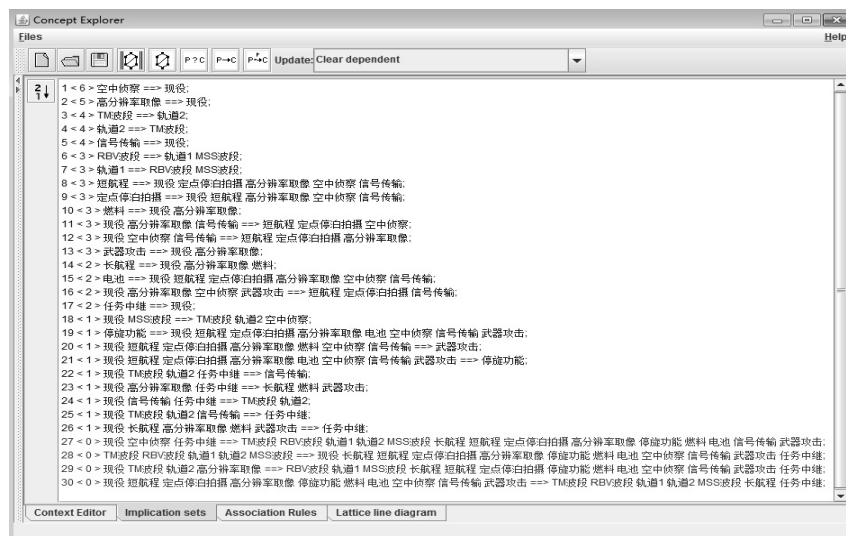 Concept Explorer
Files Help
P?C P→C P→C Update: Clear dependent
1 < 6 > 空中侦察 ==> 现役;
2 < 5 > 高分辨率取像 ==> 现役;
3 < 4 > TM波段 ==> 轨道2;
4 < 4 > 轨道2 ==> TM波段;
5 < 4 > 信号传输 ==> 现役;
6 < 3 > RBV波段 ==> 轨道1 MSS波段;
7 < 3 > 轨道1 ==> RBV波段 MSS波段;
8 < 3 > 短航程 ==> 现役 定点停泊拍摄 高分辨率取像 空中侦察 信号传输;
9 < 3 > 定点停泊拍摄 ==> 现役 短航程 高分辨率取像 空中侦察 信号传输;
10 < 3 > 燃料 ==> 现役 高分辨率取像;
11 < 3 > 现役 高分辨率取像 信号传输 ==> 短航程 定点停泊拍摄 空中侦察;
12 < 3 > 现役 空中侦察 信号传输 ==> 短航程 定点停泊拍摄 高分辨率取像;
13 < 3 > 武器攻击 ==> 现役 高分辨率取像;
14 < 2 > 长航程 ==> 现役 高分辨率取像 燃料;
15 < 2 > 电池 ==> 现役 短航程 定点停泊拍摄 高分辨率取像 空中侦察 信号传输;
16 < 2 > 现役 高分辨率取像 空中侦察 武器攻击 ==> 短航程 定点停泊拍摄 信号传输;
17 < 2 > 任务中继 ==> 现役;
18 < 1 > 现役 MSS波段 ==> TM波段 轨道2 空中侦察;
19 < 1 > 停旋功能 ==> 现役 短航程 定点停泊拍摄 高分辨率取像 电池 空中侦察 信号传输 武器攻击;
20 < 1 > 现役 短航程 定点停泊拍摄 高分辨率取像 燃料 空中侦察 信号传输 ==> 武器攻击;
21 < 1 > 现役 短航程 定点停泊拍摄 高分辨率取像 电池 空中侦察 信号传输 武器攻击 ==> 停旋功能;
22 < 1 > 现役 TM波段 轨道2 任务中继 ==> 信号传输;
23 < 1 > 现役 高分辨率取像 任务中继 ==> 长航程 燃料 武器攻击;
24 < 1 > 现役 信号传输 任务中继 ==> TM波段 轨道2;
25 < 1 > 现役 TM波段 轨道2 信号传输 ==> 任务中继;
26 < 1 > 现役 长航程 高分辨率取像 燃料 武器攻击 ==> 任务中继;
27 < 0 > 现役 空中侦察 任务中继 ==> TM波段 RBV波段 轨道1 轨道2 MSS波段 长航程 短航程 定点停泊拍摄 高分辨率取像 停旋功能 燃料 电池 信号传输 武器攻击;
28 < 0 > TM波段 RBV波段 轨道1 轨道2 MSS波段 ==> 现役 长航程 短航程 定点停泊拍摄 高分辨率取像 停旋功能 燃料 电池 空中侦察 信号传输 武器攻击 任务中继;
29 < 0 > 现役 TM波段 轨道2 高分辨率取像 ==> RBV波段 轨道1 MSS波段 长航程 短航程 定点停泊拍摄 停旋功能 燃料 电池 空中侦察 信号传输 武器攻击 任务中继;
30 < 0 > 现役 短航程 定点停泊拍摄 高分辨率取像 停旋功能 燃料 电池 空中侦察 信号传输 武器攻击 ==> TM波段 RBV波段 轨道1 轨道2 MSS波段 长航程 任务中继;
Context Editor Implication sets Association Rules Lattice line diagram